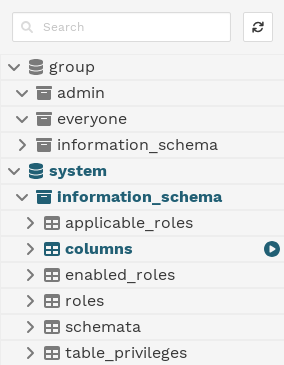 Search
group
admin
everyone
information_schema
system
information_schema
applicable_roles
columns
enabled_roles
roles
schemata
table_privileges